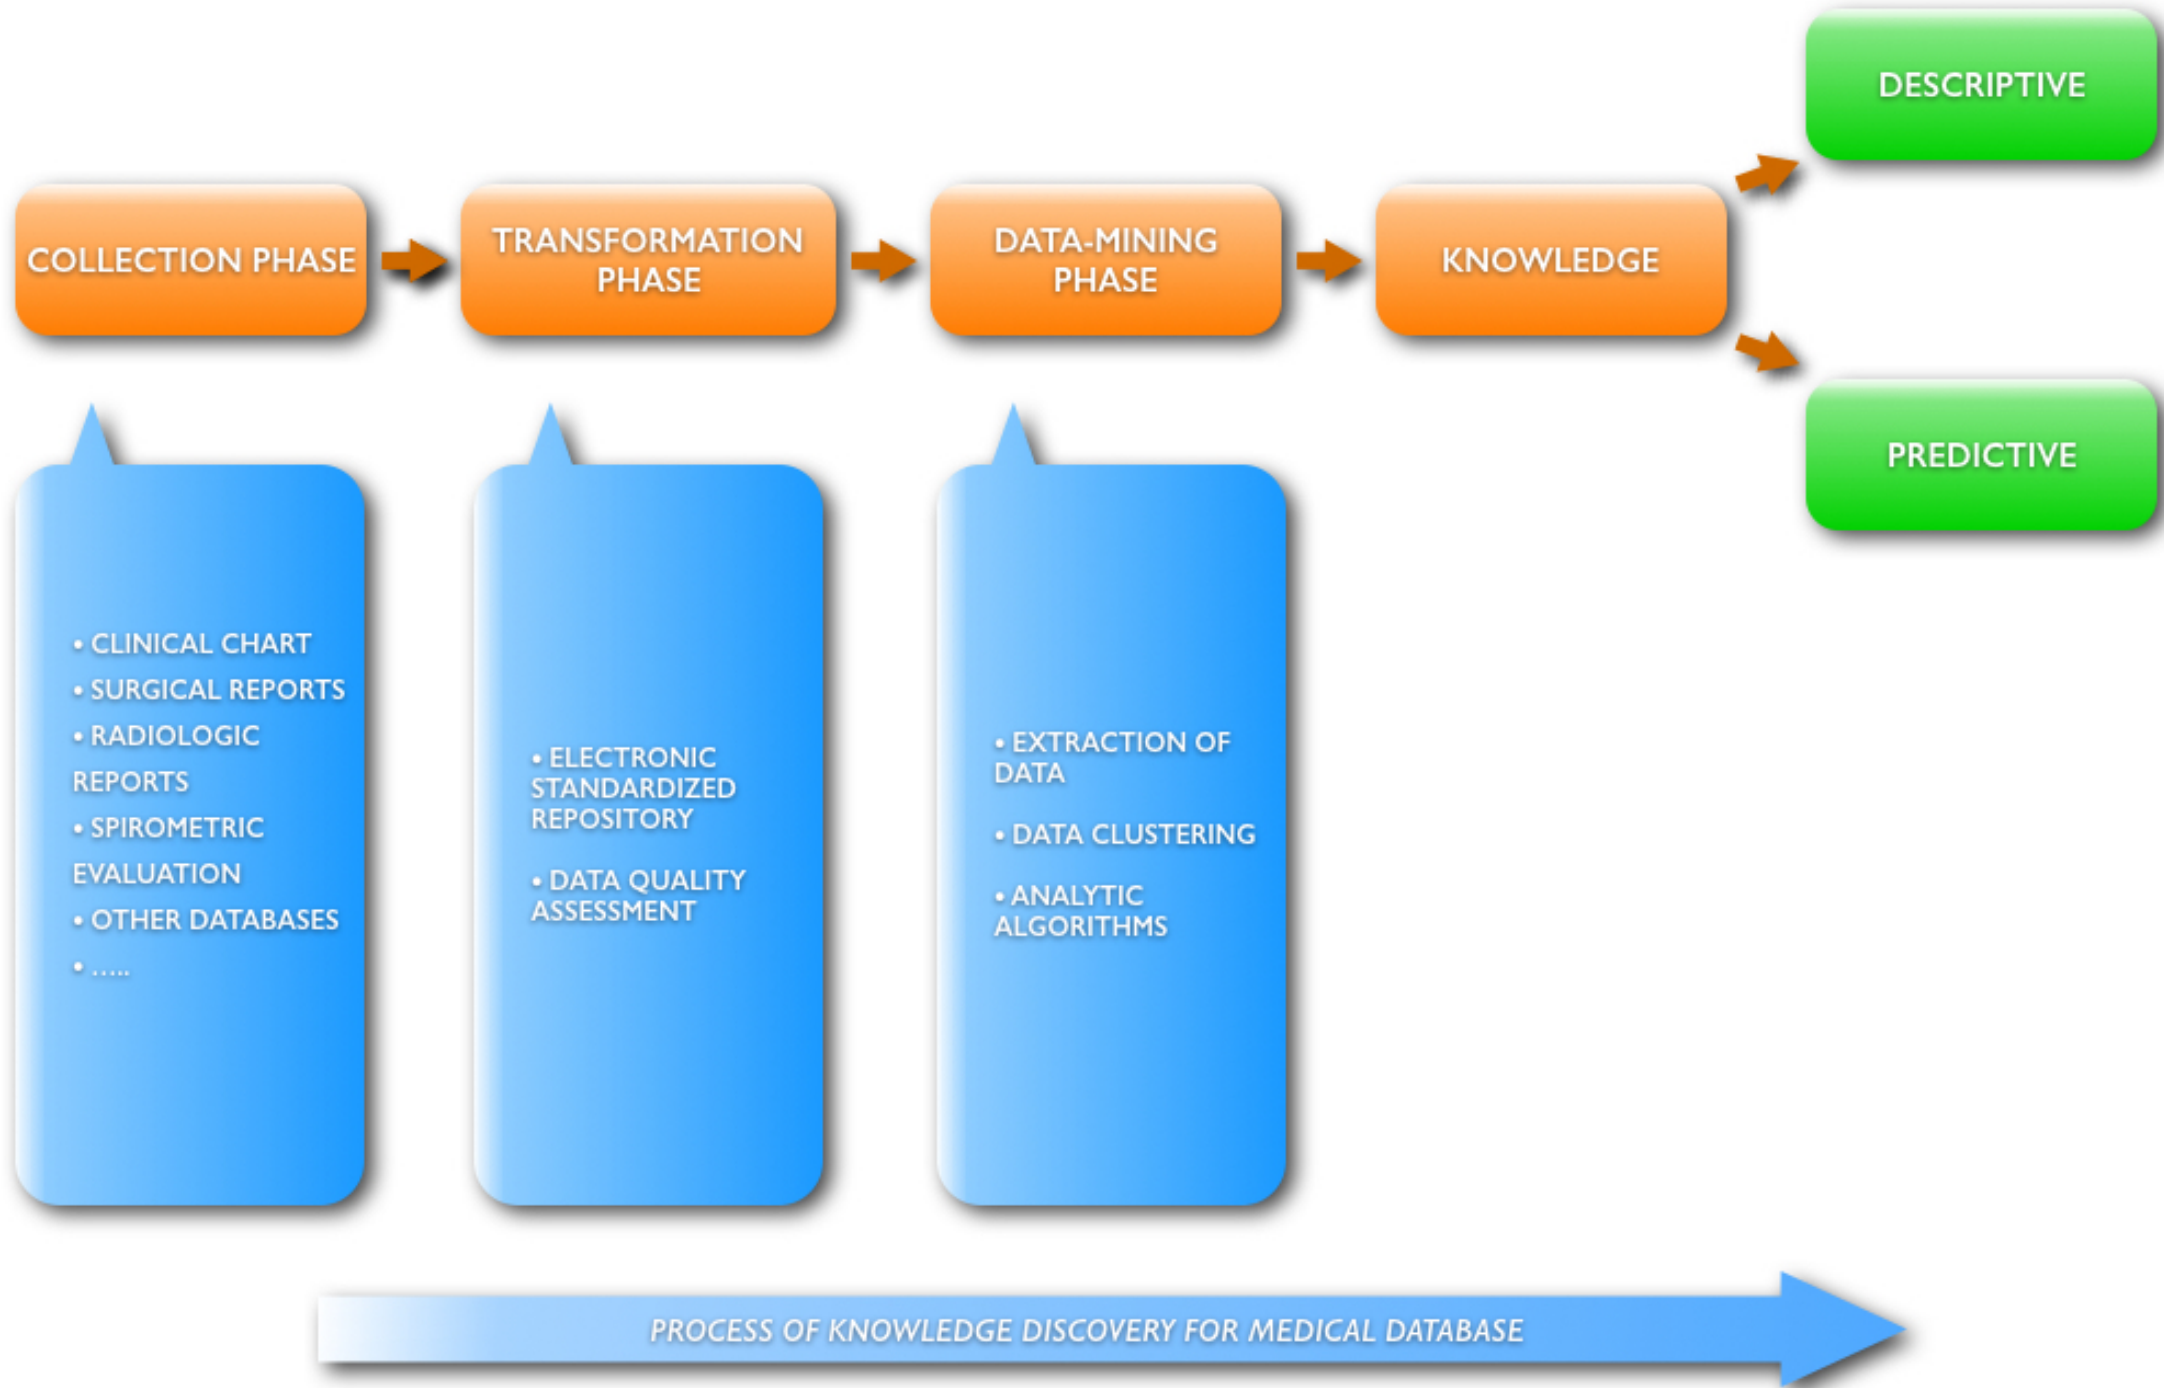 DESCRIPTIVE
COLLECTION PHASE
TRANSFORMATION
PHASE
DATA-MINING
PHASE
KNOWLEDGE
PREDICTIVE
• CLINICAL CHART
• SURGICAL REPORTS
• RADIOLOGIC
REPORTS
• SPIROMETRIC
EVALUATION
• OTHER DATABASES
• .....
• ELECTRONIC
STANDARDIZED
REPOSITORY
• DATA QUALITY
ASSESSMENT
• EXTRACTION OF
DATA
• DATA CLUSTERING
• ANALYTIC
ALGORITHMS
PROCESS OF KNOWLEDGE DISCOVERY FOR MEDICAL DATABASE